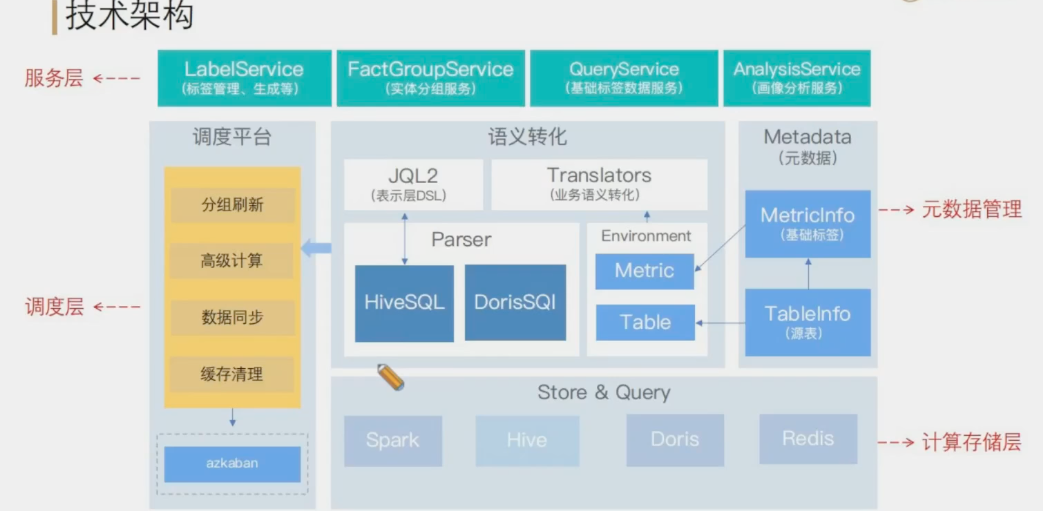 技术架构
服务层
LabelService
(标签管理、生成等)
FactGroupService
(实体分组服务)
QueryService
(基础标签数据服务)
AnalysisService
(画像分析服务)
调度平台
分组刷新
高级计算
数据同步
缓存清理
azkaban
调度层
语义转化
JQL2
(表示层DSL)
Translators
(业务语义转化)
Parser
HiveSQL
DorisSQl
Environment
Metric
Table
Metadata
(元数据)
MetricInfo
(基础标签)
TableInfo
(源表)
元数据管理
Store & Query
Spark
Hive
Doris
Redis
计算存储层